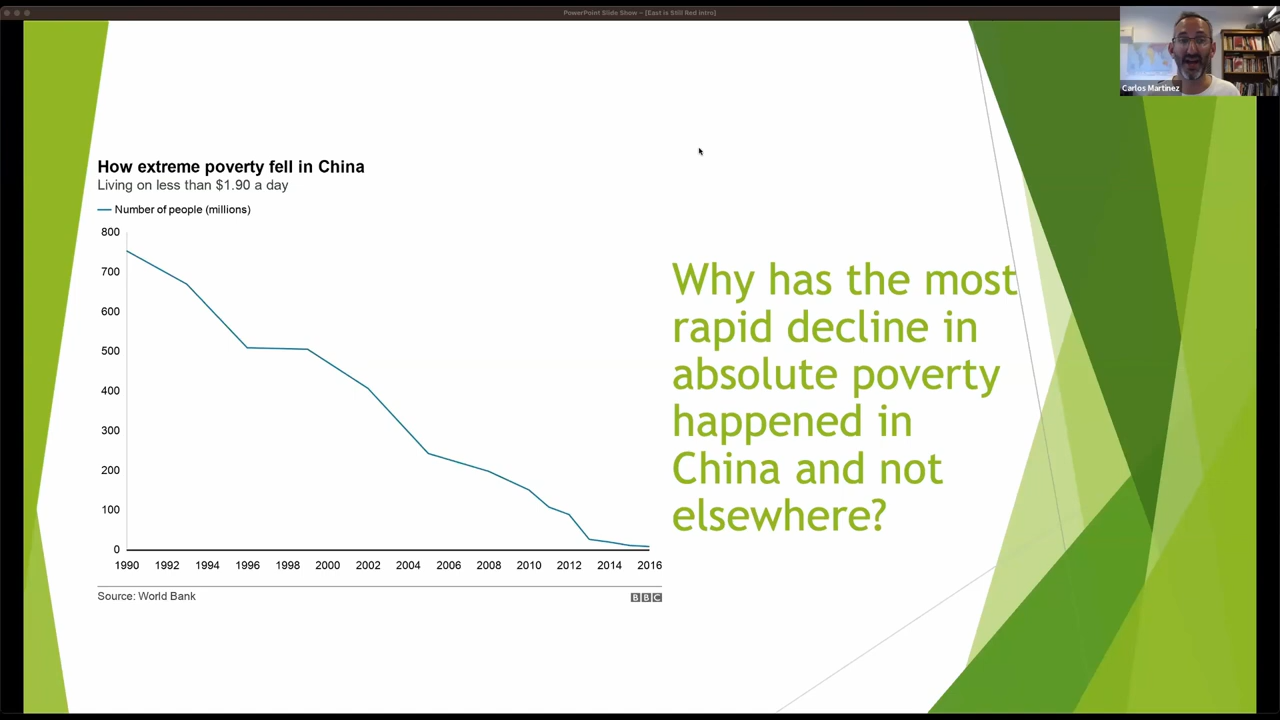 PowerPoint Slide Show - [East is Still Red intro]
Carlos Martinez
How extreme poverty fell in China
Living on less than $1.90 a day
Number of people (millions)
800
700
600
500
400
300
200
100
0
1990 1992 1994 1996 1998 2000 2002 2004 2006 2008 2010 2012 2014 2016
Source: World Bank
BBC
Why has the most
rapid decline in
absolute poverty
happened in
China and not
elsewhere?